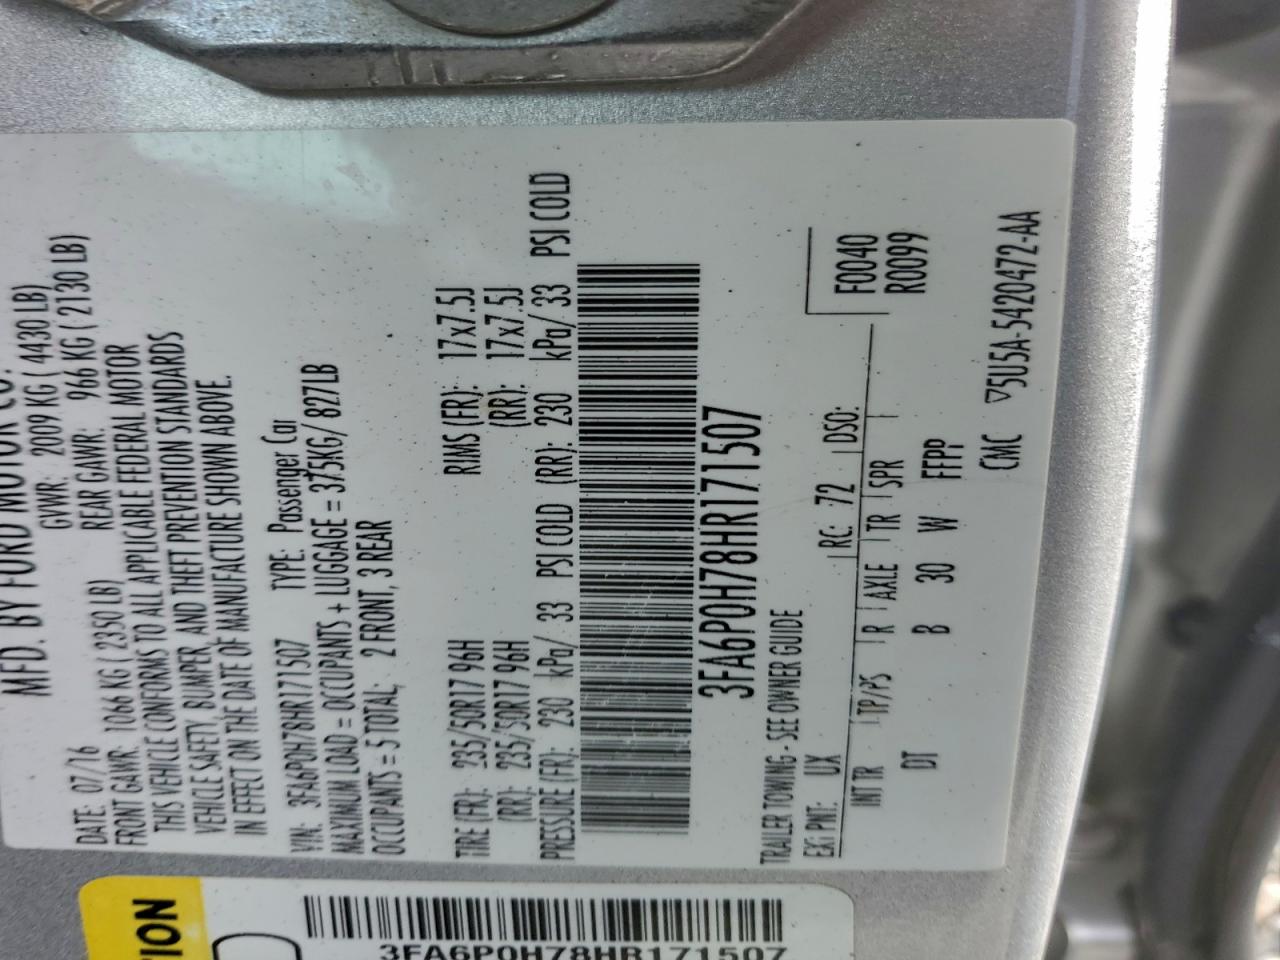 MFD. BY FORD MOTOR CO.
DATE: 07/16 GVWR: 2009 KG ( 4430 LB)
FRONT GAWR: 1066 KG ( 2350 LB) REAR GAWR: 966 KG ( 2130 LB)
THIS VEHICLE CONFORMS TO ALL APPLICABLE FEDERAL MOTOR
VEHICLE SAFETY, BUMPER, AND THEFT PREVENTION STANDARDS
IN EFFECT ON THE DATE OF MANUFACTURE SHOWN ABOVE.
VIN: 3FA6P0H78HR171507 TYPE: Passenger Car
MAXIMUM LOAD = OCCUPANTS + LUGGAGE = 375KG/ 827LB
OCCUPANTS = 5 TOTAL, 2 FRONT, 3 REAR
TIRE (FR): 235/50R17 96H RIMS (FR): 17x7.5J
(RR): 235/50R17 96H (RR): 17x7.5J
PRESSURE (FR): 230 kPa/ 33 PSI COLD (RR): 230 kPa/ 33 PSI COLD
3FA6P0H78HR171507
TRAILER TOWING - SEE OWNER GUIDE
EXT PNT: UX RC: 72 DSO: F0040
R0099
INT TR TP/PS R AXLE TR SPR
DT B 30 W FFPP
CMC ▽5U5A-5420472-AA
TION
3FA6P0H78HR171507